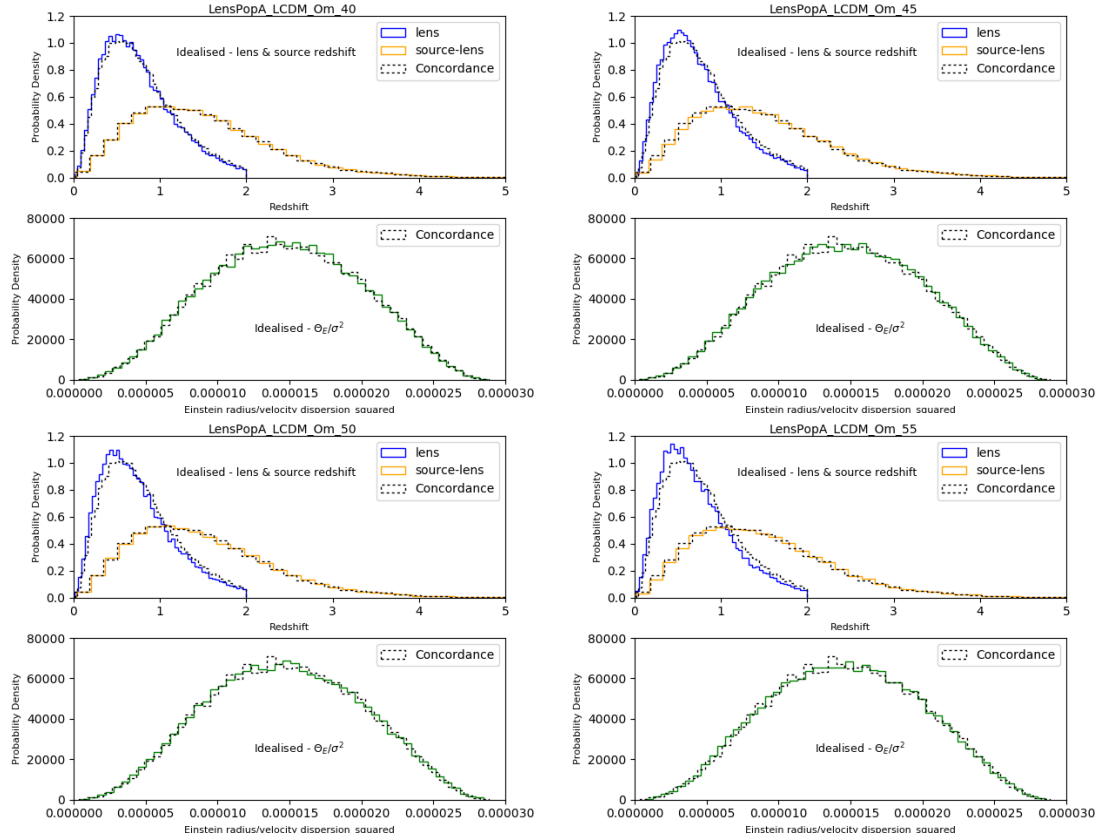 LensPopA_LCDM_Om_40
Probability Density
1.2
1.0
0.8
0.6
0.4
0.2
0.0
Idealised - lens & source redshift
lens
source-lens
Concordance
0
1
2
3
4
5
Redshift
Probability Density
80000
60000
40000
20000
0
Concordance
Idealised - Θ_E/σ²
0.000000
0.000005
0.000010
0.000015
0.000020
0.000025
0.000030
Einstein radius/velocity dispersion_squared
LensPopA_LCDM_Om_45
Probability Density
1.2
1.0
0.8
0.6
0.4
0.2
0.0
Idealised - lens & source redshift
lens
source-lens
Concordance
0
1
2
3
4
5
Redshift
Probability Density
80000
60000
40000
20000
0
Concordance
Idealised - Θ_E/σ²
0.000000
0.000005
0.000010
0.000015
0.000020
0.000025
0.000030
Einstein radius/velocity dispersion_squared
LensPopA_LCDM_Om_50
Probability Density
1.2
1.0
0.8
0.6
0.4
0.2
0.0
Idealised - lens & source redshift
lens
source-lens
Concordance
0
1
2
3
4
5
Redshift
Probability Density
80000
60000
40000
20000
0
Concordance
Idealised - Θ_E/σ²
0.000000
0.000005
0.000010
0.000015
0.000020
0.000025
0.000030
Einstein radius/velocity dispersion_squared
LensPopA_LCDM_Om_55
Probability Density
1.2
1.0
0.8
0.6
0.4
0.2
0.0
Idealised - lens & source redshift
lens
source-lens
Concordance
0
1
2
3
4
5
Redshift
Probability Density
80000
60000
40000
20000
0
Concordance
Idealised - Θ_E/σ²
0.000000
0.000005
0.000010
0.000015
0.000020
0.000025
0.000030
Einstein radius/velocity dispersion_squared